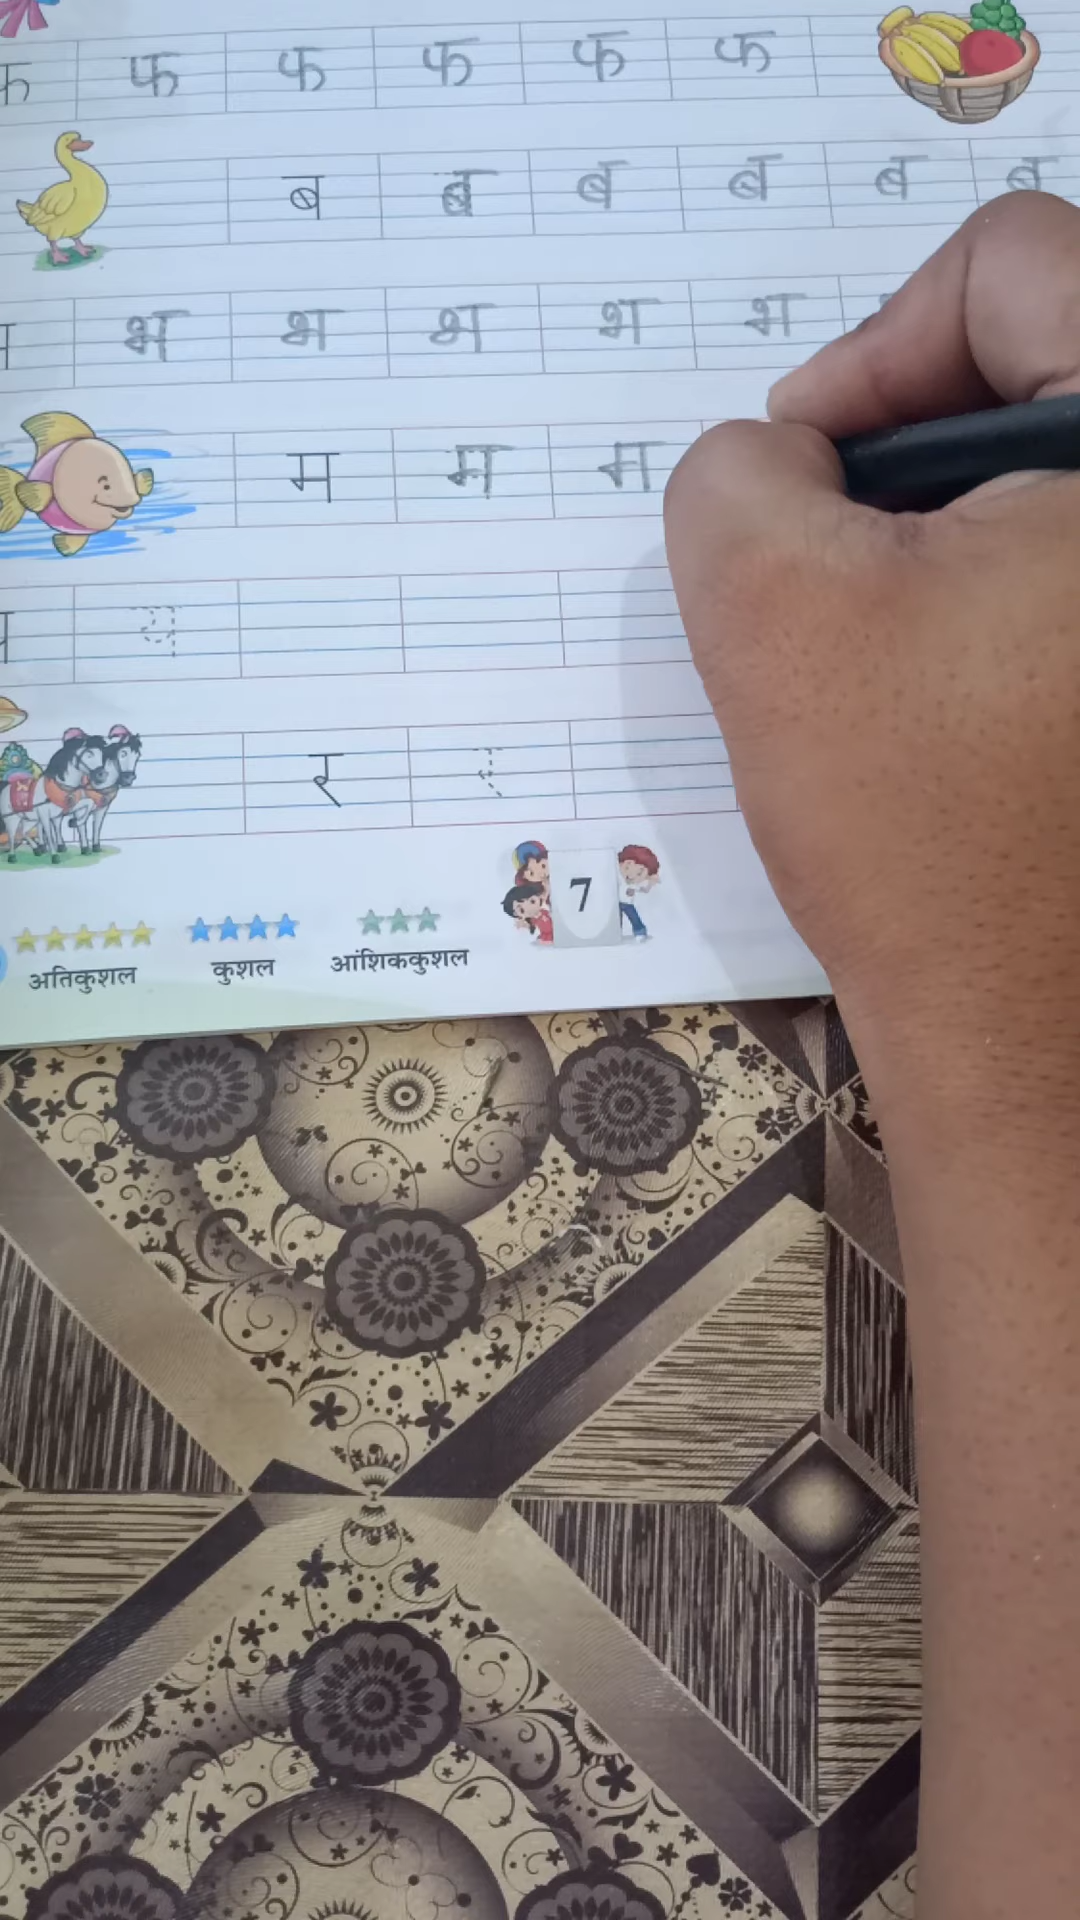 फ फ फ फ फ फ
ब ब ब ब ब ब
भ भ भ भ भ
म म म
य
र र
7
अतिकुशल कुशल आंशिककुशल